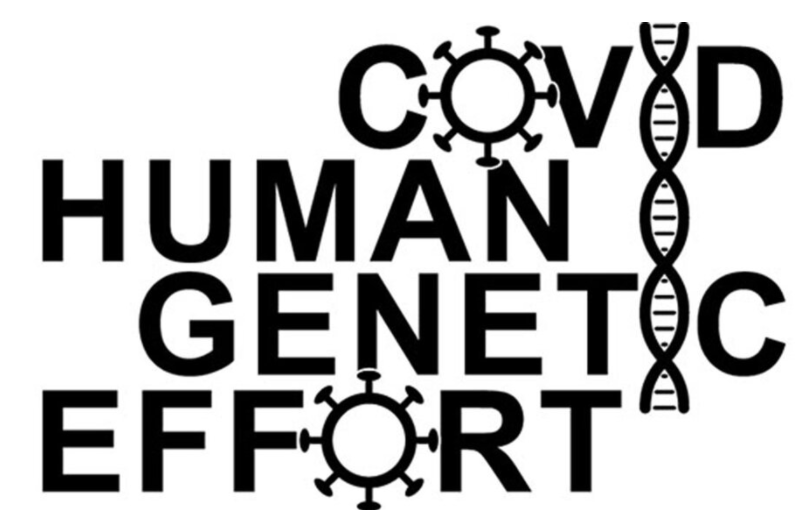 COVID
HUMAN
GENETIC
EFFORT